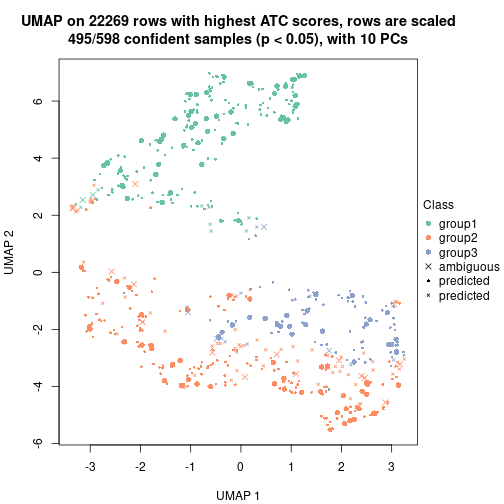 UMAP on 22269 rows with highest ATC scores, rows are scaled
495/598 confident samples (p < 0.05), with 10 PCs
UMAP 2
6
4
2
0
-2
-4
-6
-3
-2
-1
0
1
2
3
UMAP 1
Class
group1
group2
group3
ambiguous
predicted
predicted